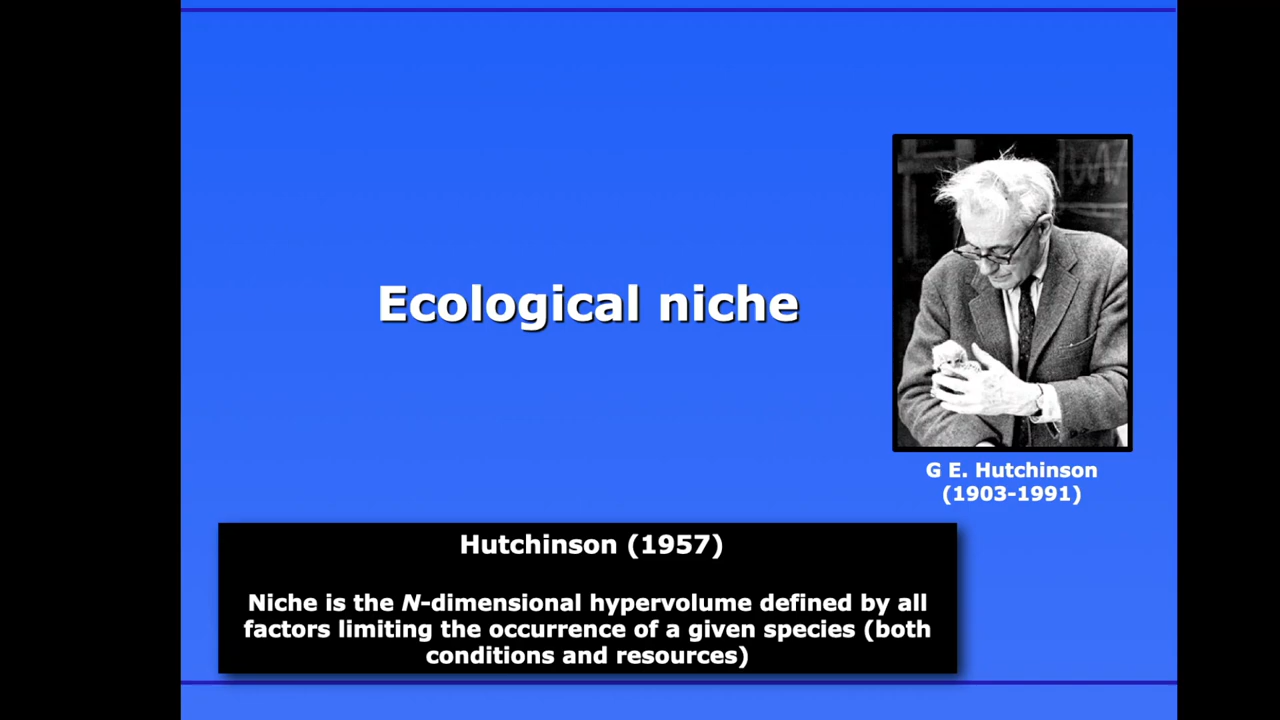 Ecological niche
G E. Hutchinson
(1903-1991)
Hutchinson (1957)
Niche is the N-dimensional hypervolume defined by all
factors limiting the occurrence of a given species (both
conditions and resources)